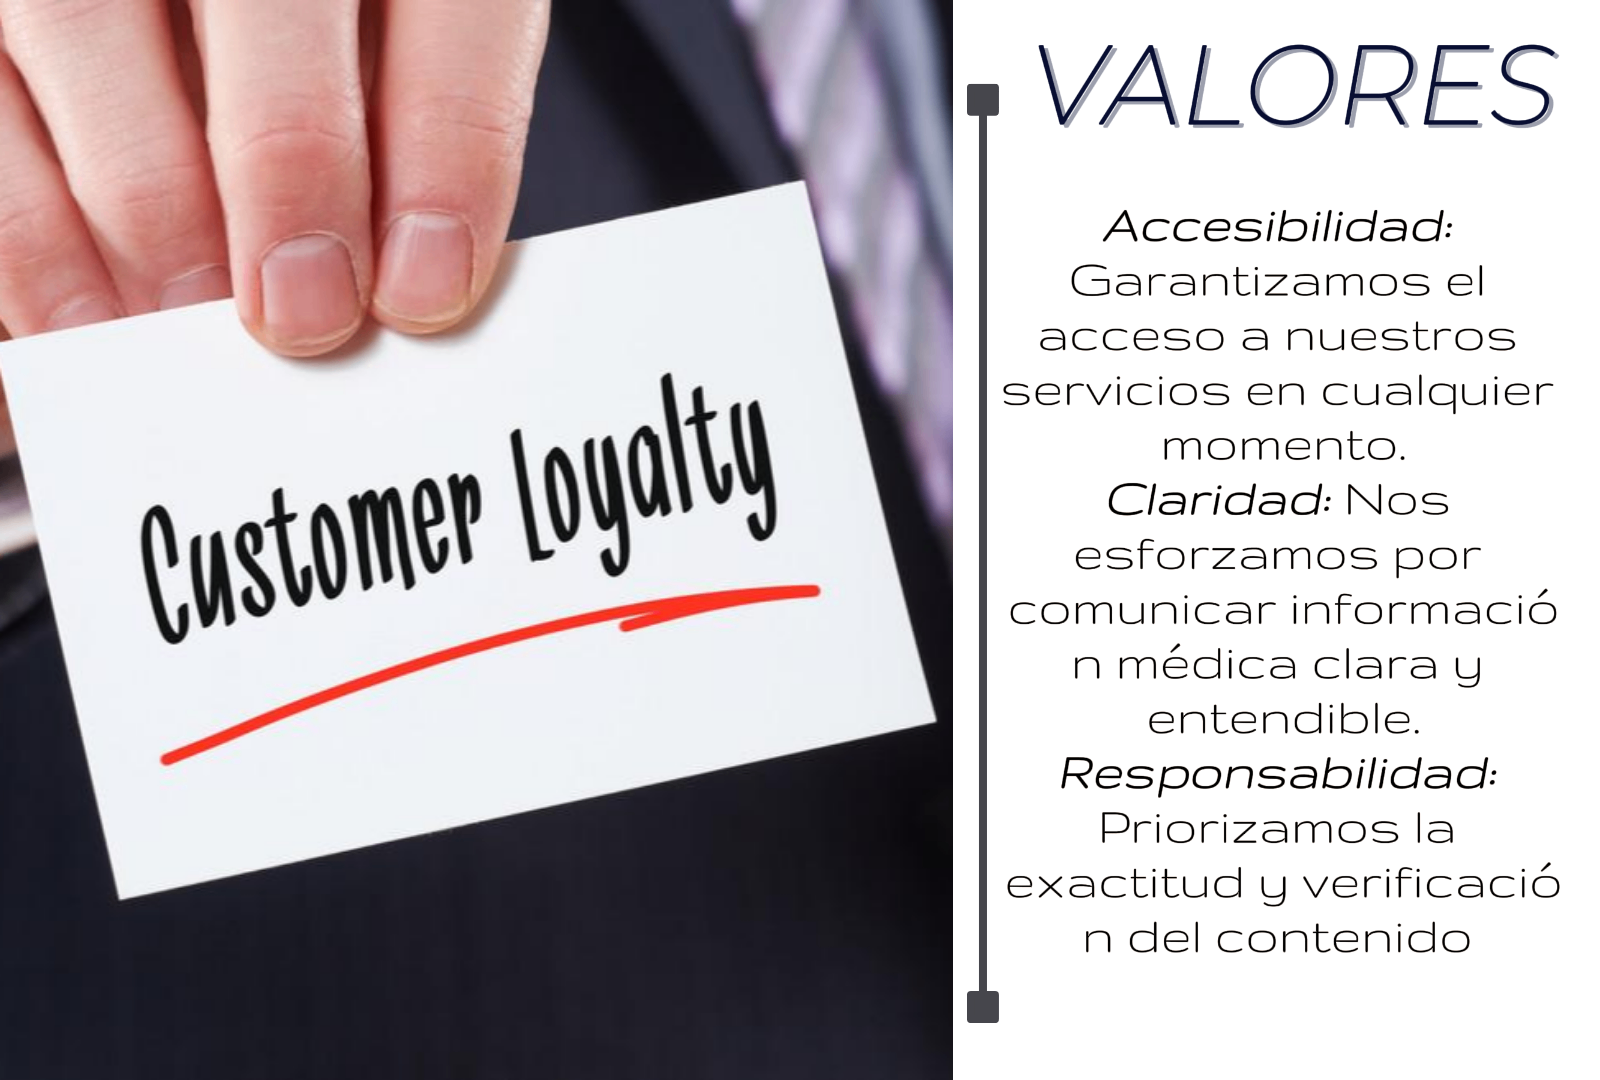 Customer Loyalty
VALORES
Accesibilidad:
Garantizamos el
acceso a nuestros
servicios en cualquier
momento.
Claridad: Nos
esforzamos por
comunicar informació
n médica clara y
entendible.
Responsabilidad:
Priorizamos la
exactitud y verificació
n del contenido